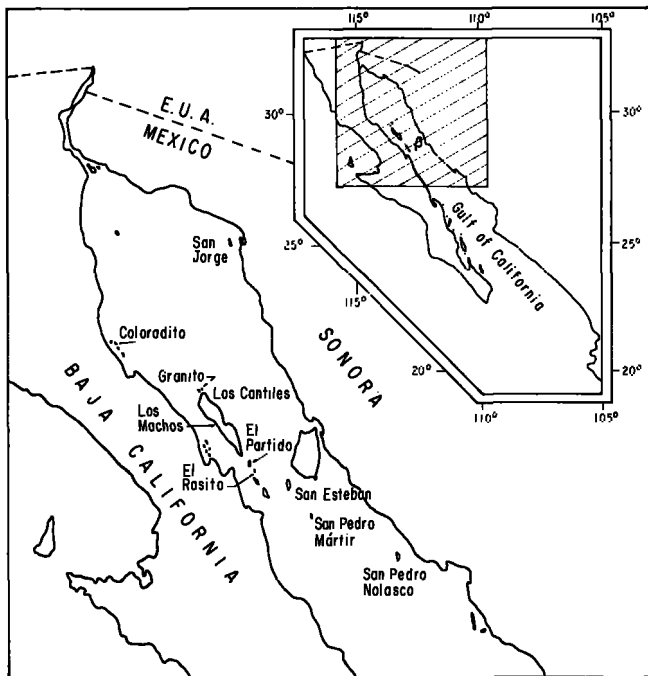 115°
110°
105°
30°
30°
25°
25°
20°
20°
115°
110°
105°
Gulf of California
E.U.A.
MEXICO
San
Jorge
SONORA
Coloradito
Granito
Los Cantiles
Los
Machos
El
Partido
BAJA CALIFORNIA
El
Rasito
San Esteban
San Pedro
Mártir
San Pedro
Nolasco